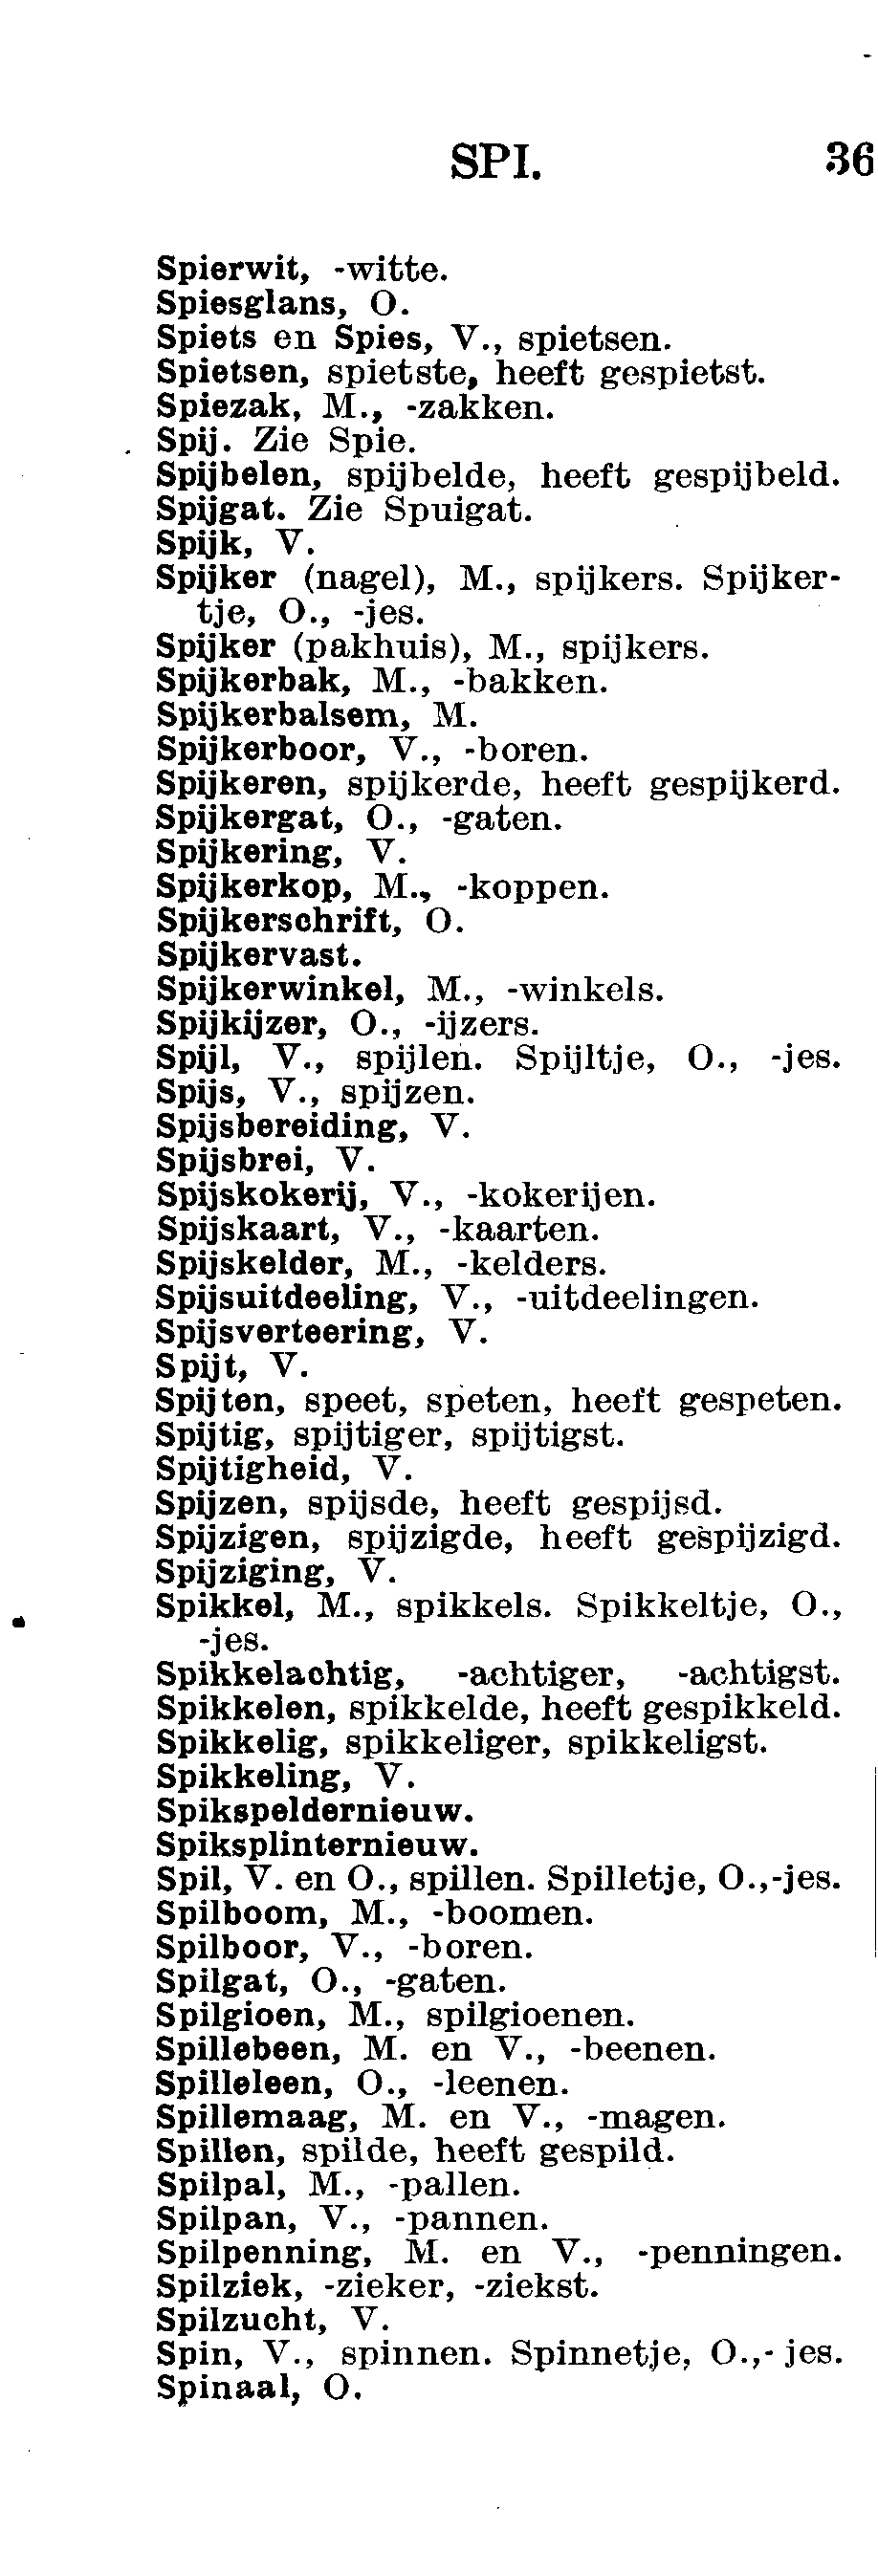 SPI. 36
Spierwit, -witte.
Spiesglans, O.
Spiets en Spies, V., spietsen.
Spietsen, spietste, heeft gespietst.
Spiezak, M., -zakken.
Spij. Zie Spie.
Spijbelen, spijbelde, heeft gespijbeld.
Spijgat. Zie Spuigat.
Spijk, V.
Spijker (nagel), M., spijkers. Spijker-
tje, O., -jes.
Spijker (pakhuis), M., spijkers.
Spijkerbak, M., -bakken.
Spijkerbalsem, M.
Spijkerboor, V., -boren.
Spijkeren, spijkerde, heeft gespijkerd.
Spijkergat, O., -gaten.
Spijkering, V.
Spijkerkop, M., -koppen.
Spijkerschrift, O.
Spijkervast.
Spijkerwinkel, M., -winkels.
Spijkijzer, O., -ijzers.
Spijl, V., spijlen. Spijltje, O., -jes.
Spijs, V., spijzen.
Spijsbereiding, V.
Spijsbrei, V.
Spijskokerij, V., -kokerijen.
Spijskaart, V., -kaarten.
Spijskelder, M., -kelders.
Spijsuitdeeling, V., -uitdeelingen.
Spijsverteering, V.
Spijt, V.
Spijten, speet, speten, heeft gespeten.
Spijtig, spijtiger, spijtigst.
Spijtigheid, V.
Spijzen, spijsde, heeft gespijsd.
Spijzigen, spijzigde, heeft gespijzigd.
Spijziging, V.
Spikkel, M., spikkels. Spikkeltje, O.,
-jes.
Spikkelachtig, -achtiger, -achtigst.
Spikkelen, spikkelde, heeft gespikkeld.
Spikkelig, spikkeliger, spikkeligst.
Spikkeling, V.
Spikspeldernieuw.
Spiksplinternieuw.
Spil, V. en O., spillen. Spilletje, O.,-jes.
Spilboom, M., -boomen.
Spilboor, V., -boren.
Spilgat, O., -gaten.
Spilgioen, M., spilgioenen.
Spillebeen, M. en V., -beenen.
Spilleleen, O., -leenen.
Spillemaag, M. en V., -magen.
Spillen, spilde, heeft gespild.
Spilpal, M., -pallen.
Spilpan, V., -pannen.
Spilpenning, M. en V., -penningen.
Spilziek, -zieker, -ziekst.
Spilzucht, V.
Spin, V., spinnen. Spinnetje, O.,- jes.
Spinaal, O.